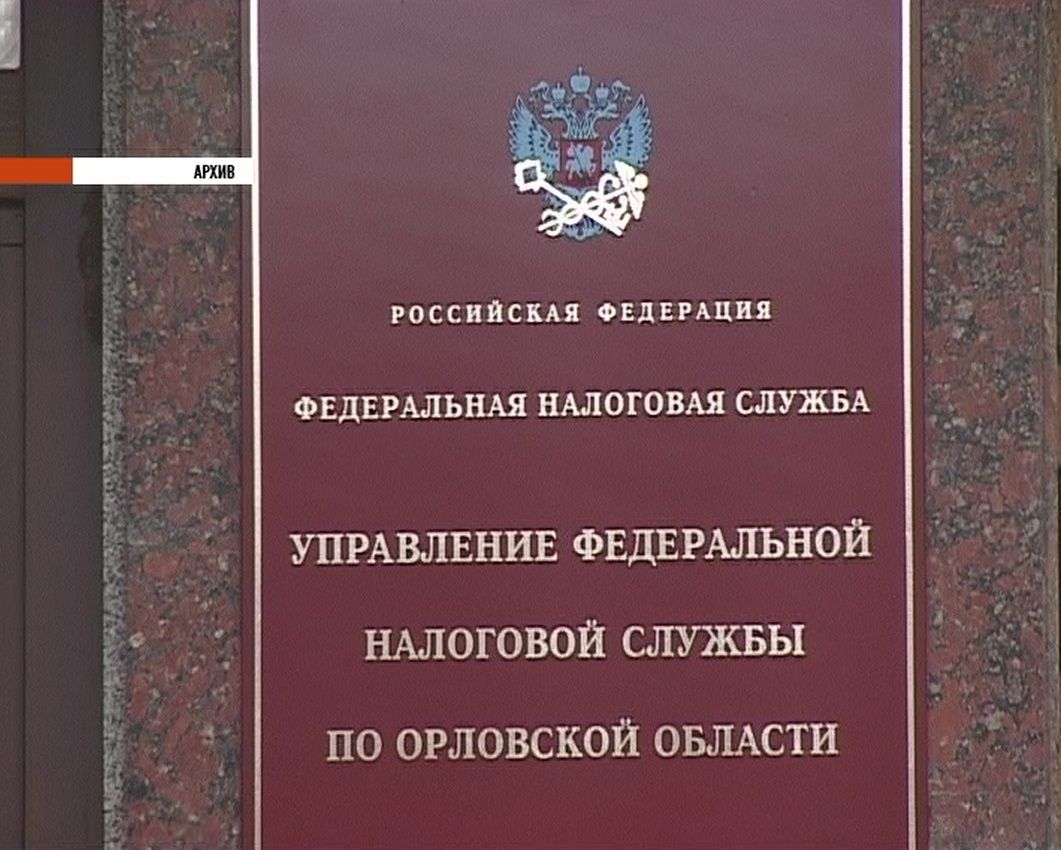 АРХИВ
РОССИЙСКАЯ ФЕДЕРАЦИЯ
ФЕДЕРАЛЬНАЯ НАЛОГОВАЯ СЛУЖБА
УПРАВЛЕНИЕ ФЕДЕРАЛЬНОЙ
НАЛОГОВОЙ СЛУЖБЫ
ПО ОРЛОВСКОЙ ОБЛАСТИ